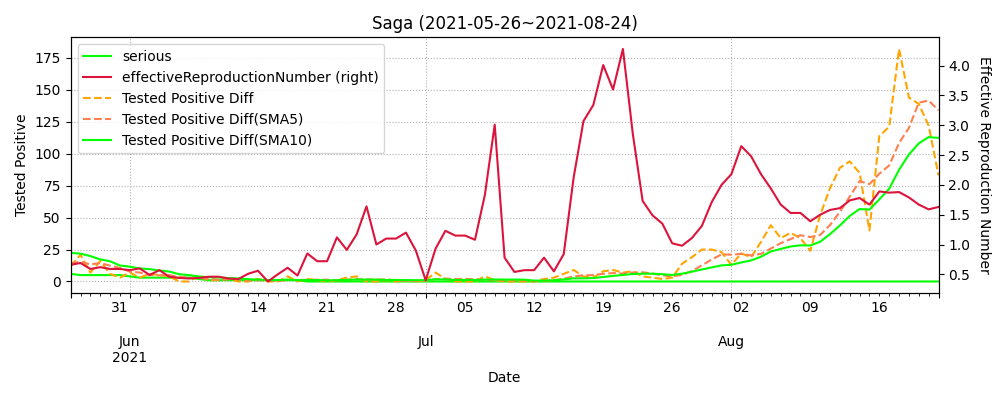 Saga (2021-05-26~2021-08-24)
serious
effectiveReproductionNumber (right)
Tested Positive Diff
Tested Positive Diff(SMA5)
Tested Positive Diff(SMA10)
Tested Positive
175
150
125
100
75
50
25
0
4.0
3.5
3.0
2.5
2.0
1.5
1.0
0.5
Effective Reproduction Number
31 07 14 21 28 05 12 19 26 02 09 16
Jun Jul Aug
2021
Date